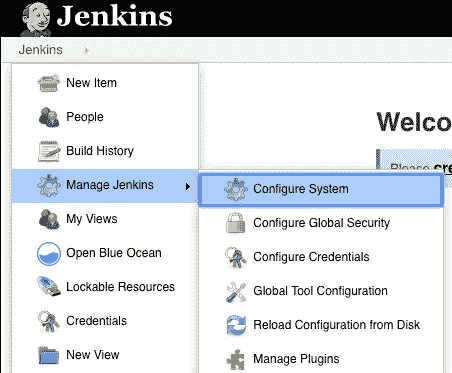 Jenkins
Jenkins
New Item
People
Build History
Manage Jenkins
My Views
Open Blue Ocean
Lockable Resources
Credentials
New View
Welco
Please cre
Configure System
Configure Global Security
Configure Credentials
Global Tool Configuration
Reload Configuration from Disk
Manage Plugins